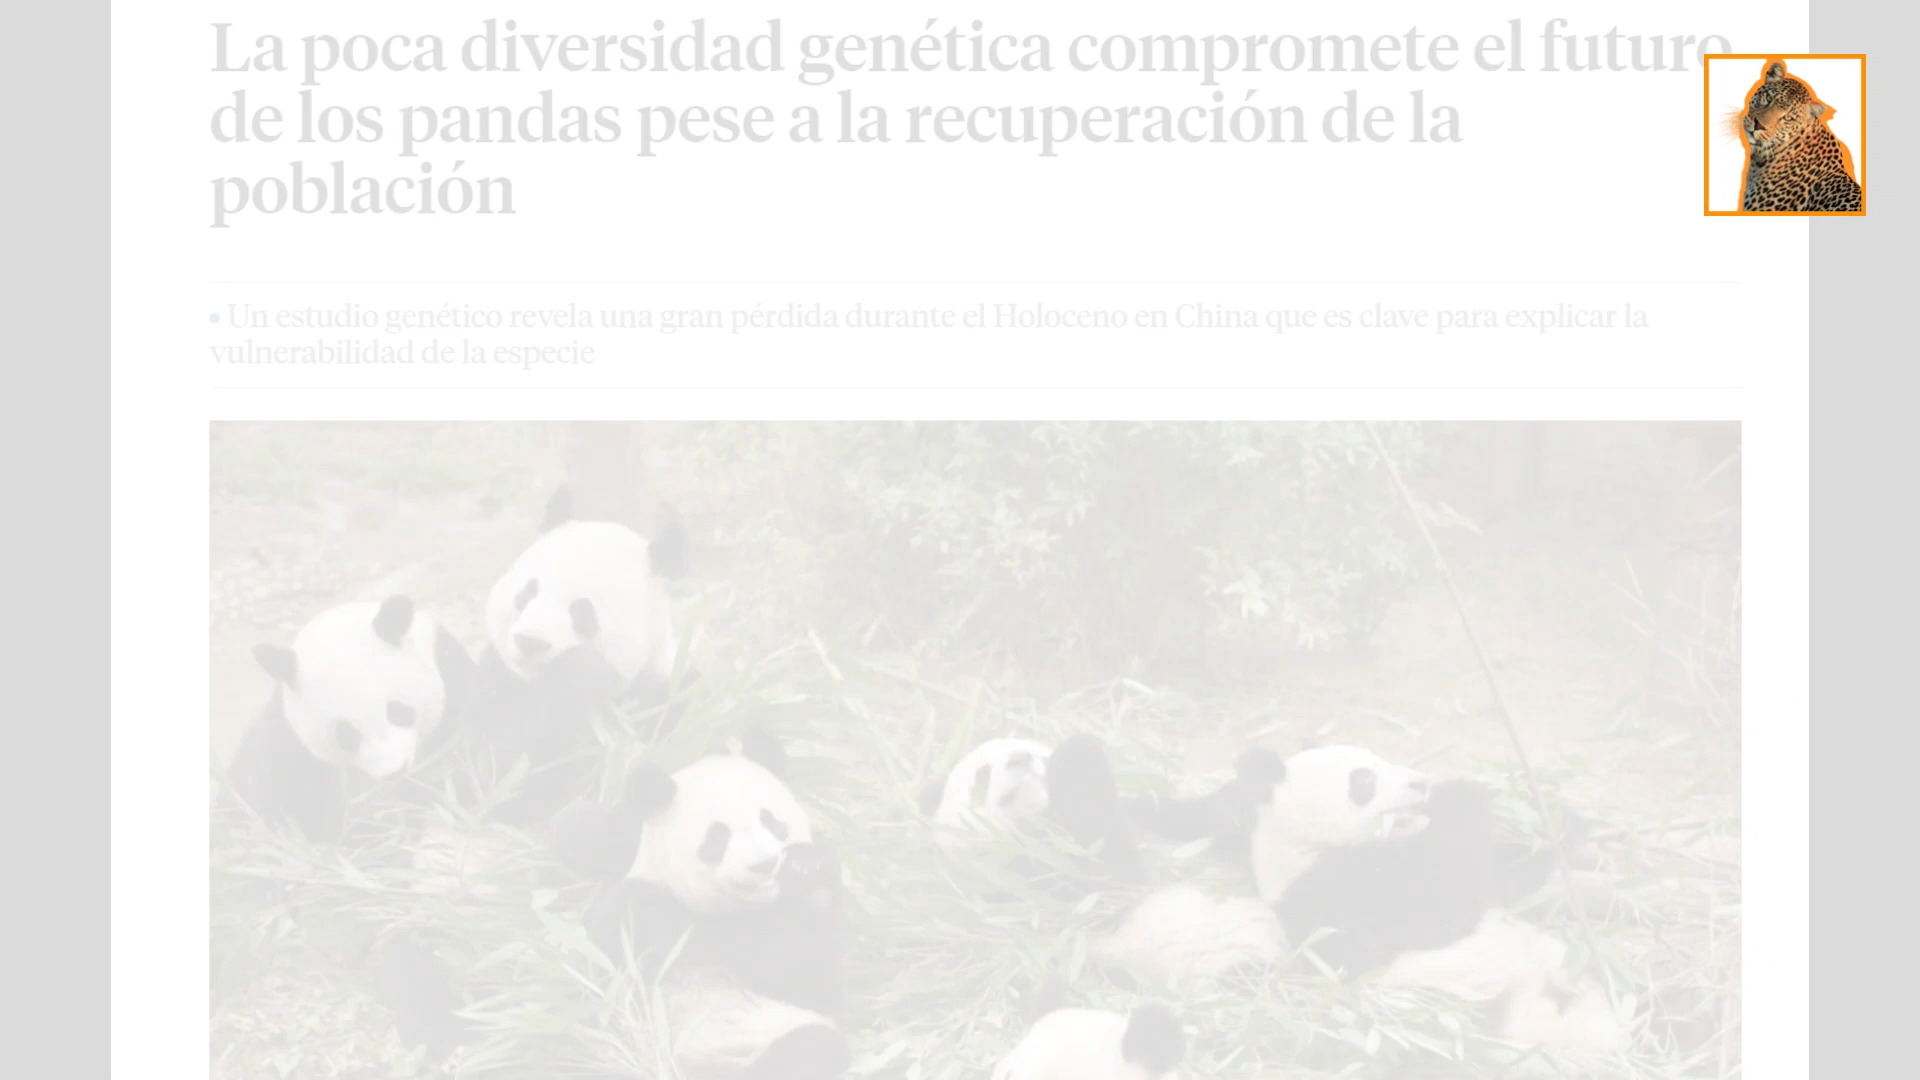 La poca diversidad genética compromete el futuro
de los pandas pese a la recuperación de la
población
• Un estudio genético revela una gran pérdida durante el Holoceno en China que es clave para explicar la
vulnerabilidad de la especie